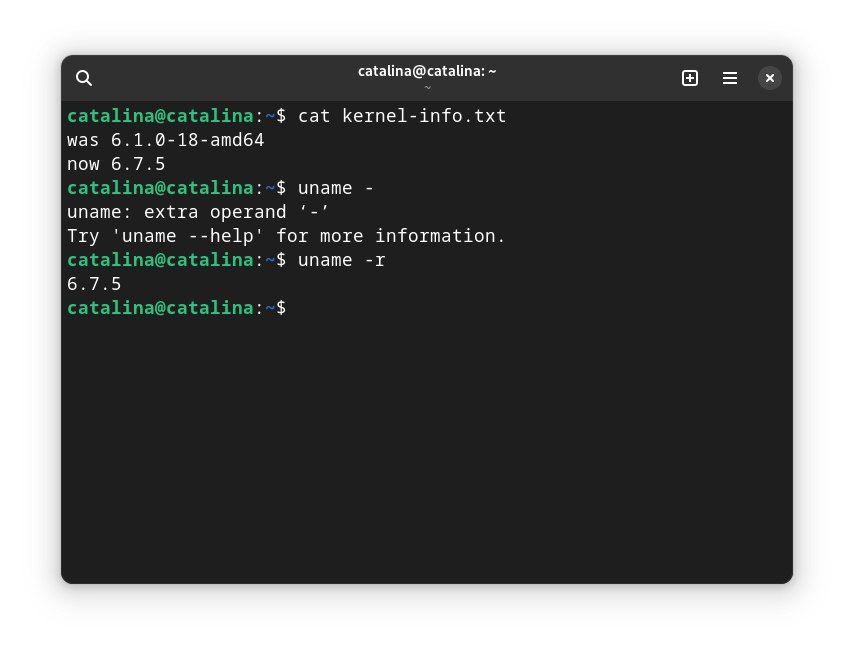 catalina@catalina: ~
~
catalina@catalina:~$ cat kernel-info.txt
was 6.1.0-18-amd64
now 6.7.5
catalina@catalina:~$ uname -
uname: extra operand ‘-’
Try 'uname --help' for more information.
catalina@catalina:~$ uname -r
6.7.5
catalina@catalina:~$